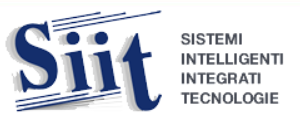 Siit
SISTEMI
INTELLIGENTI
INTEGRATI
TECNOLOGIE